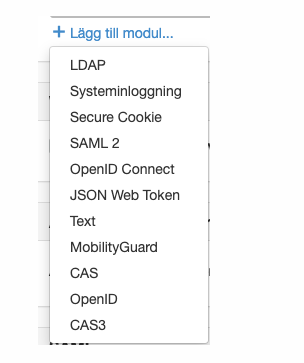 + Lägg till modul...
LDAP
Systeminloggning
Secure Cookie
SAML 2
OpenID Connect
JSON Web Token
Text
MobilityGuard
CAS
OpenID
CAS3